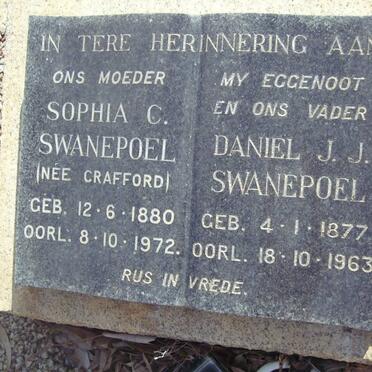 IN TERE HERINNERING AAN
ONS MOEDER
SOPHIA C.
SWANEPOEL
(NÉE CRAFFORD)
GEB. 12·6·1880
OORL. 8·10·1972.
MY EGGENOOT
EN ONS VADER
DANIEL J. J.
SWANEPOEL
GEB. 4·1·1877
OORL. 18·10·1963
RUS IN VREDE.